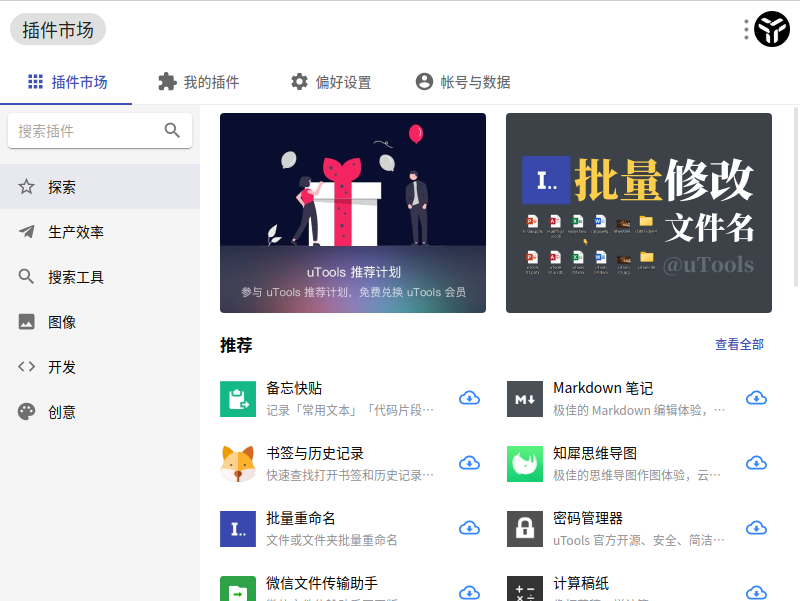 插件市场
插件市场
我的插件
偏好设置
帐号与数据
搜索插件
探索
生产效率
搜索工具
图像
开发
创意
uTools 推荐计划
参与 uTools 推荐计划，免费兑换 uTools 会员
I..
批量修改
文件名
@uTools
推荐
查看全部
备忘快贴
记录「常用文本」「代码片段…
M↓
Markdown 笔记
极佳的 Markdown 编辑体验，…
书签与历史记录
快速查找打开书签和历史记录…
知犀思维导图
极佳的思维导图作图体验，云…
I..
批量重命名
文件或文件夹批量重命名
密码管理器
uTools 官方开源、安全、简洁…
微信文件传输助手
计算稿纸